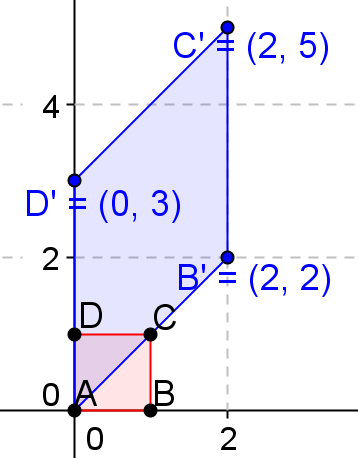 C' = (2, 5)
4
D' = (0, 3)
2
B' = (2, 2)
D
C
0
A
B
0
2